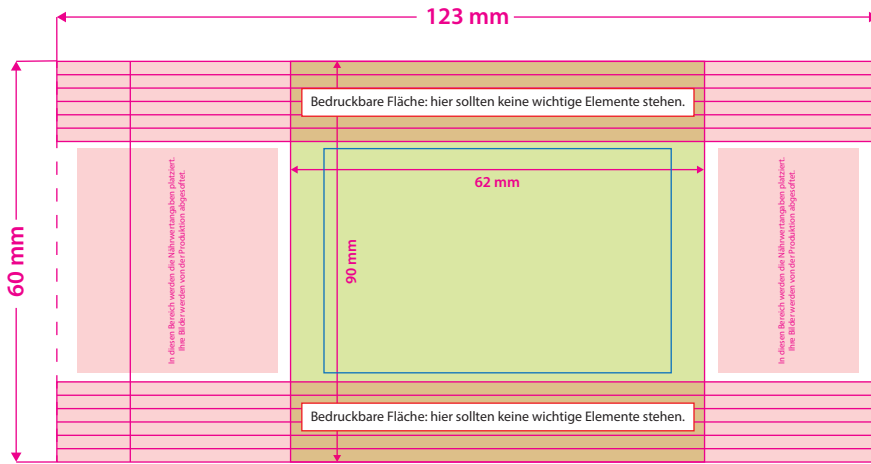 123 mm
Bedruckbare Fläche: hier sollten keine wichtige Elemente stehen.
60 mm
In diesen Bereich werden die Nährwertangaben platziert.
Ihre Bilder werden von der Produktion abgesoftet.
62 mm
90 mm
In diesen Bereich werden die Nährwertangaben platziert.
Ihre Bilder werden von der Produktion abgesoftet.
Bedruckbare Fläche: hier sollten keine wichtige Elemente stehen.